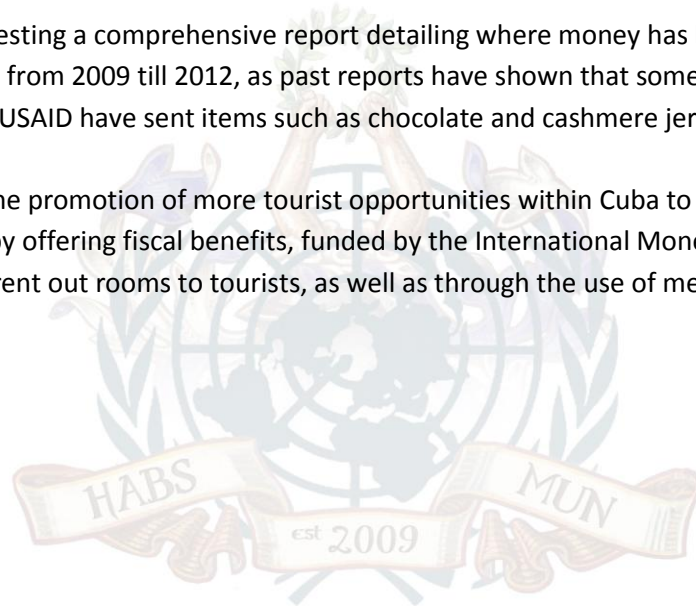 esting a comprehensive report detailing where money has
from 2009 till 2012, as past reports have shown that some
USAID have sent items such as chocolate and cashmere jer
he promotion of more tourist opportunities within Cuba to
by offering fiscal benefits, funded by the International Mone
rent out rooms to tourists, as well as through the use of me
HABS
MUN
est 2009